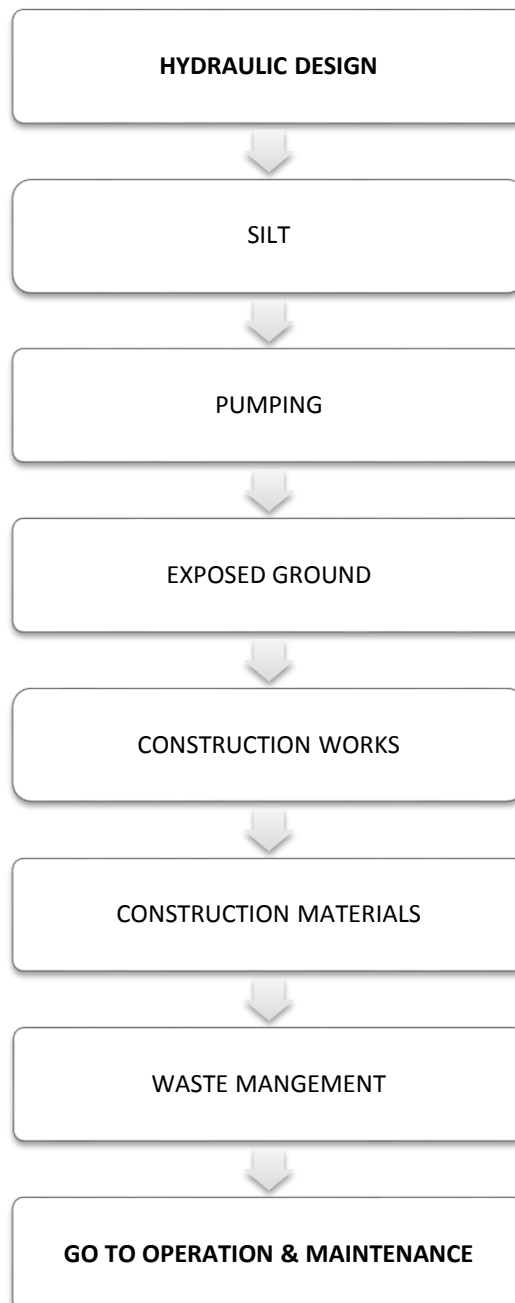 HYDRAULIC DESIGN
SILT
PUMPING
EXPOSED GROUND
CONSTRUCTION WORKS
CONSTRUCTION MATERIALS
WASTE MANGEMENT
GO TO OPERATION & MAINTENANCE